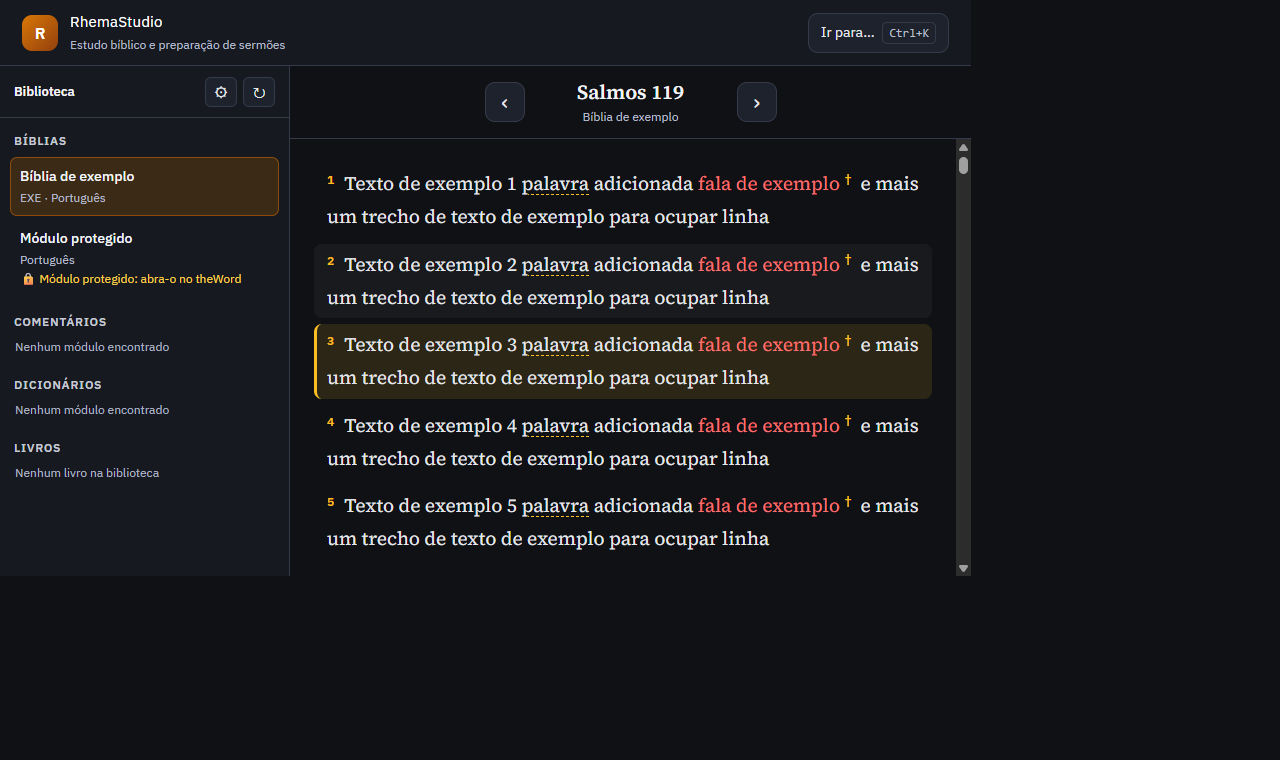 R
RhemaStudio
Estudo bíblico e preparação de sermões
Ir para... Ctrl+K
Biblioteca
BÍBLIAS
Bíblia de exemplo
EXE · Português
Módulo protegido
Português
🔒 Módulo protegido: abra-o no theWord
COMENTÁRIOS
Nenhum módulo encontrado
DICIONÁRIOS
Nenhum módulo encontrado
LIVROS
Nenhum livro na biblioteca
‹
Salmos 119
Bíblia de exemplo
›
1 Texto de exemplo 1 palavra adicionada fala de exemplo † e mais
um trecho de texto de exemplo para ocupar linha
2 Texto de exemplo 2 palavra adicionada fala de exemplo † e mais
um trecho de texto de exemplo para ocupar linha
3 Texto de exemplo 3 palavra adicionada fala de exemplo † e mais
um trecho de texto de exemplo para ocupar linha
4 Texto de exemplo 4 palavra adicionada fala de exemplo † e mais
um trecho de texto de exemplo para ocupar linha
5 Texto de exemplo 5 palavra adicionada fala de exemplo † e mais
um trecho de texto de exemplo para ocupar linha